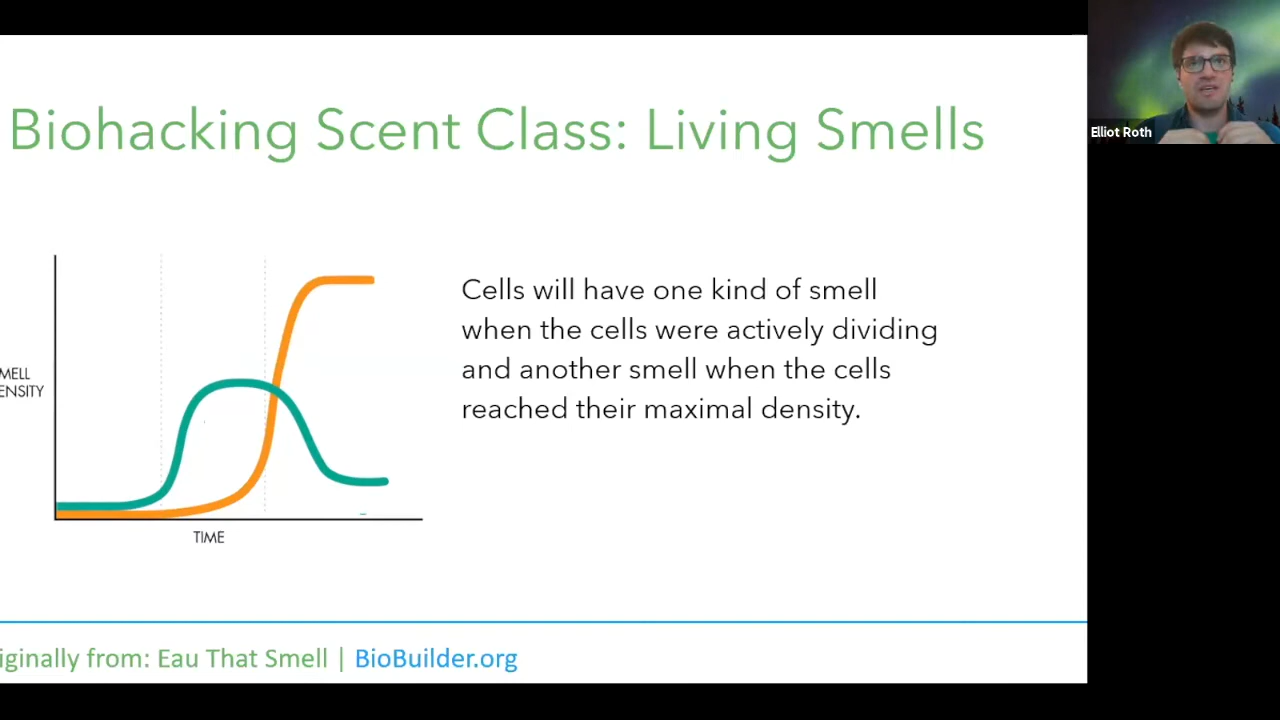 Biohacking Scent Class: Living Smells
Elliot Roth
Cells will have one kind of smell
when the cells were actively dividing
and another smell when the cells
reached their maximal density.
MELL
ENSITY
TIME
iginally from: Eau That Smell | BioBuilder.org